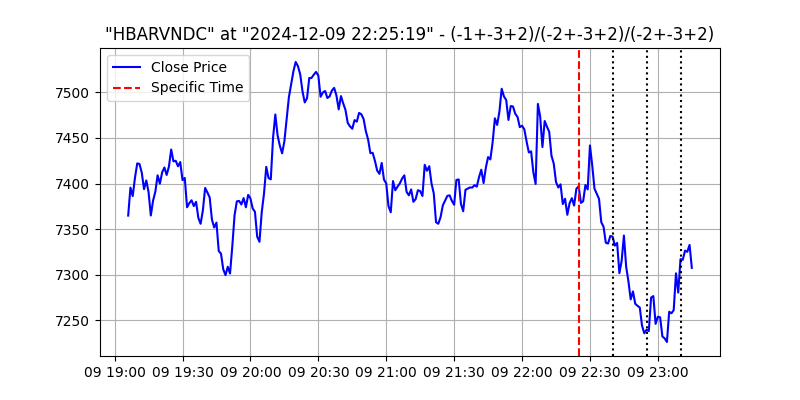 "HBARVNDC" at "2024-12-09 22:25:19" - (-1+-3+2)/(-2+-3+2)/(-2+-3+2)
Close Price
Specific Time
7500
7450
7400
7350
7300
7250
09 19:00 09 19:30 09 20:00 09 20:30 09 21:00 09 21:30 09 22:00 09 22:30 09 23:00